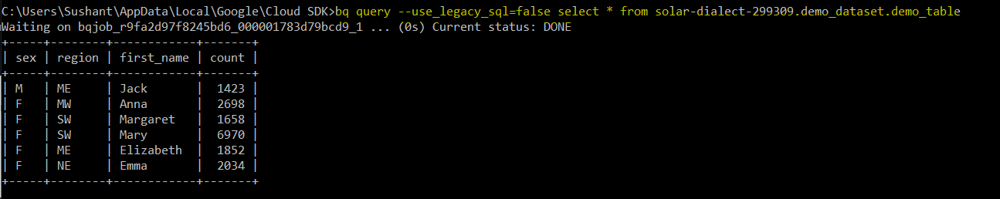 C:\Users\Sushant\AppData\Local\Google\Cloud SDK>bq query --use_legacy_sql=false select * from solar-dialect-299309.demo_dataset.demo_table
Waiting on bqjob_r9fa2d97f8245bd6_000001783d79bcd9_1 ... (0s) Current status: DONE
+-----+--------+------------+-------+
| sex | region | first_name | count |
+-----+--------+------------+-------+
| M   | ME     | Jack       |  1423 |
| F   | MW     | Anna       |  2698 |
| F   | SW     | Margaret   |  1658 |
| F   | SW     | Mary       |  6970 |
| F   | ME     | Elizabeth  |  1852 |
| F   | NE     | Emma       |  2034 |
+-----+--------+------------+-------+